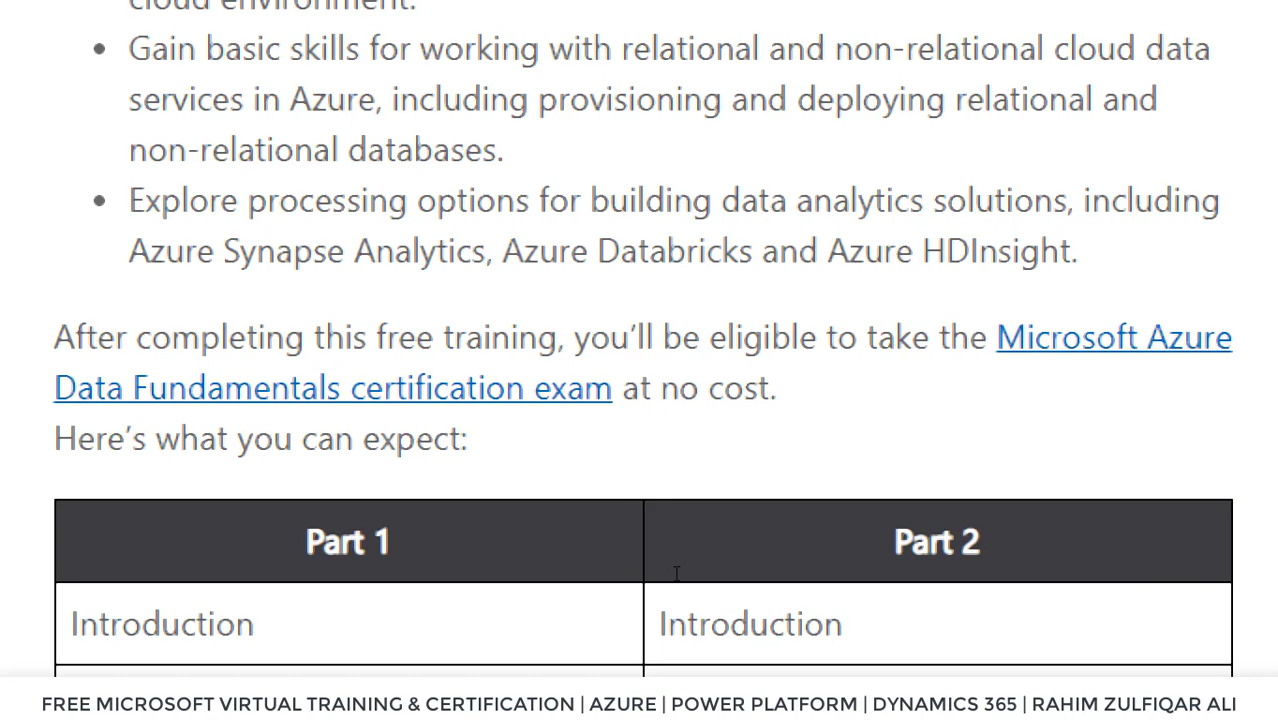 cloud environment.
• Gain basic skills for working with relational and non-relational cloud data
services in Azure, including provisioning and deploying relational and
non-relational databases.
• Explore processing options for building data analytics solutions, including
Azure Synapse Analytics, Azure Databricks and Azure HDInsight.
After completing this free training, you’ll be eligible to take the Microsoft Azure
Data Fundamentals certification exam at no cost.
Here’s what you can expect:
Part 1 Part 2
Introduction Introduction
FREE MICROSOFT VIRTUAL TRAINING & CERTIFICATION | AZURE | POWER PLATFORM | DYNAMICS 365 | RAHIM ZULFIQAR ALI